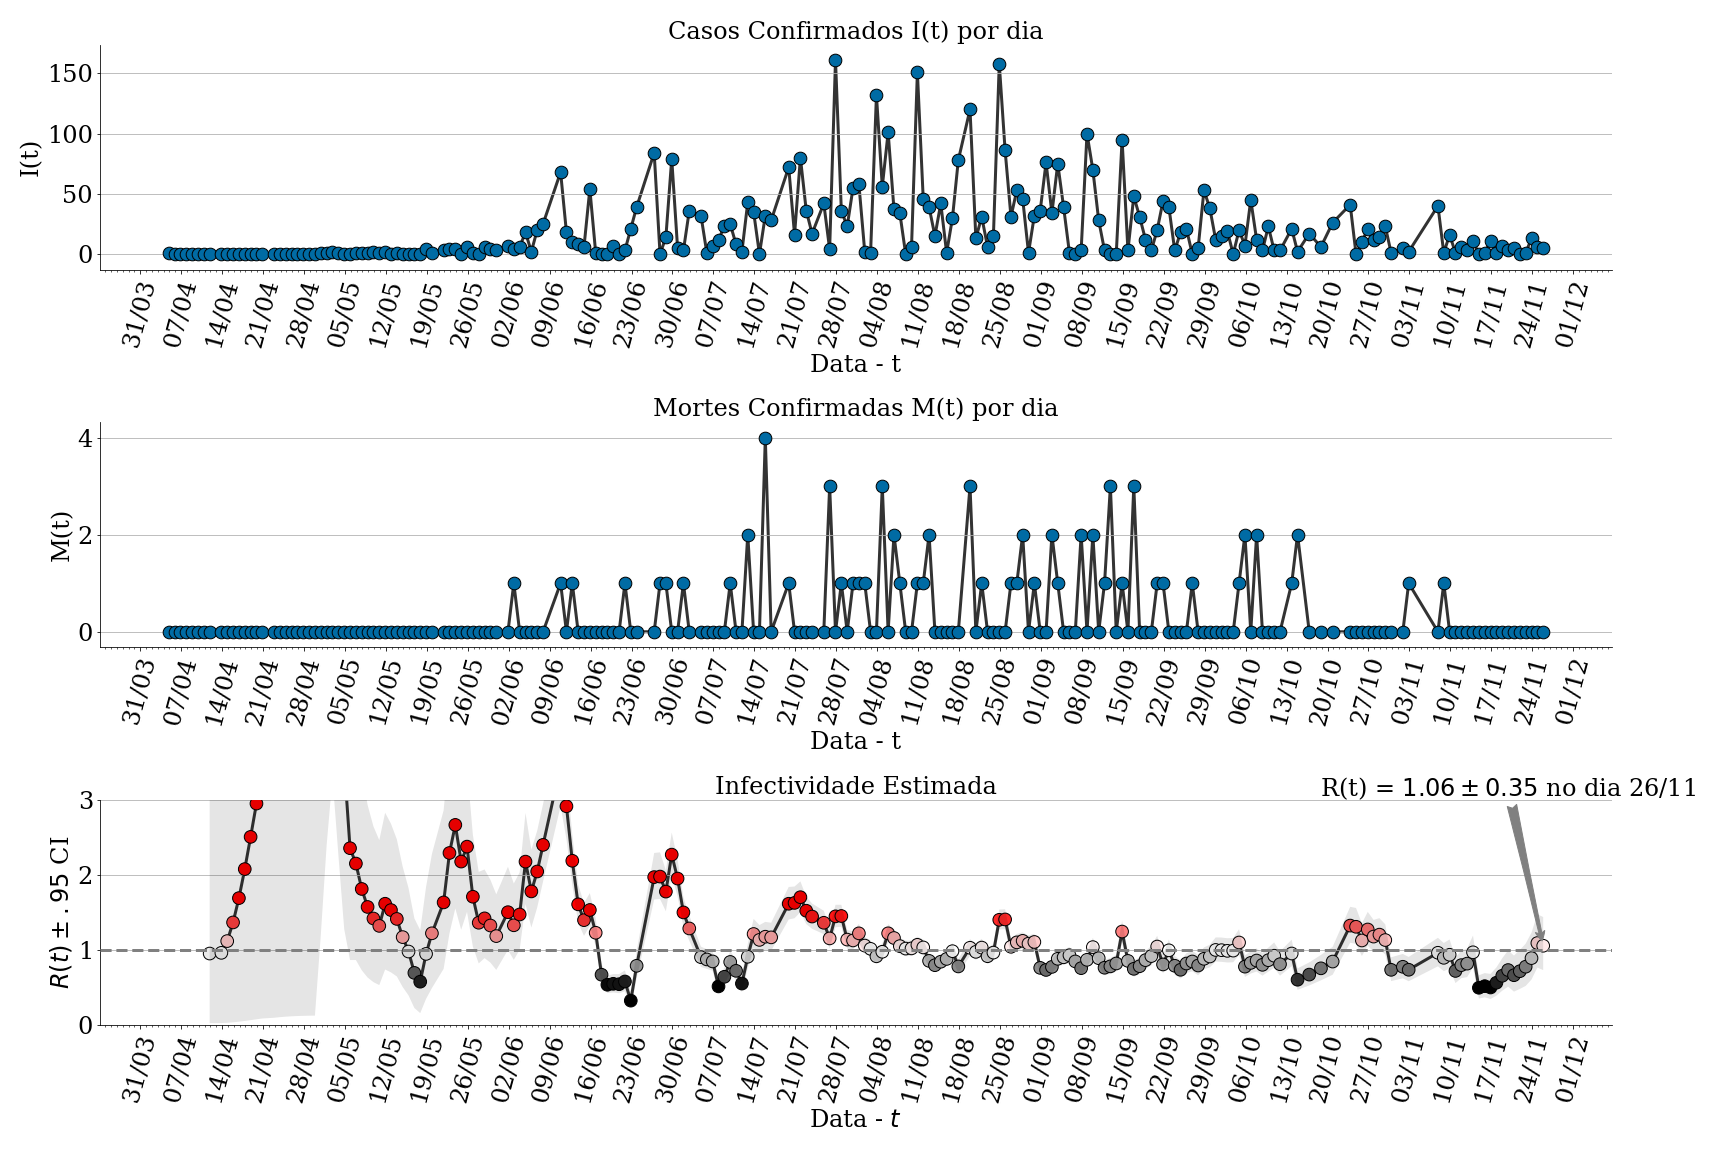 Casos Confirmados I(t) por dia
I(t)
150
100
50
0
31/03 07/04 14/04 21/04 28/04 05/05 12/05 19/05 26/05 02/06 09/06 16/06 23/06 30/06 07/07 14/07 21/07 28/07 04/08 11/08 18/08 25/08 01/09 08/09 15/09 22/09 29/09 06/10 13/10 20/10 27/10 03/11 10/11 17/11 24/11 01/12
Data - t
Mortes Confirmadas M(t) por dia
M(t)
4
2
0
31/03 07/04 14/04 21/04 28/04 05/05 12/05 19/05 26/05 02/06 09/06 16/06 23/06 30/06 07/07 14/07 21/07 28/07 04/08 11/08 18/08 25/08 01/09 08/09 15/09 22/09 29/09 06/10 13/10 20/10 27/10 03/11 10/11 17/11 24/11 01/12
Data - t
Infectividade Estimada
R(t) = 1.06 ± 0.35 no dia 26/11
R(t) ± .95 CI
3
2
1
0
31/03 07/04 14/04 21/04 28/04 05/05 12/05 19/05 26/05 02/06 09/06 16/06 23/06 30/06 07/07 14/07 21/07 28/07 04/08 11/08 18/08 25/08 01/09 08/09 15/09 22/09 29/09 06/10 13/10 20/10 27/10 03/11 10/11 17/11 24/11 01/12
Data - t